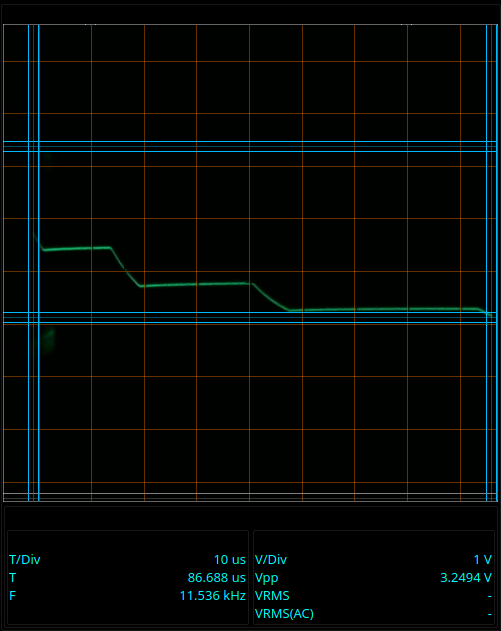 T/Div 10 us V/Div 1 V
T 86.688 us Vpp 3.2494 V
F 11.536 kHz VRMS -
VRMS(AC) -